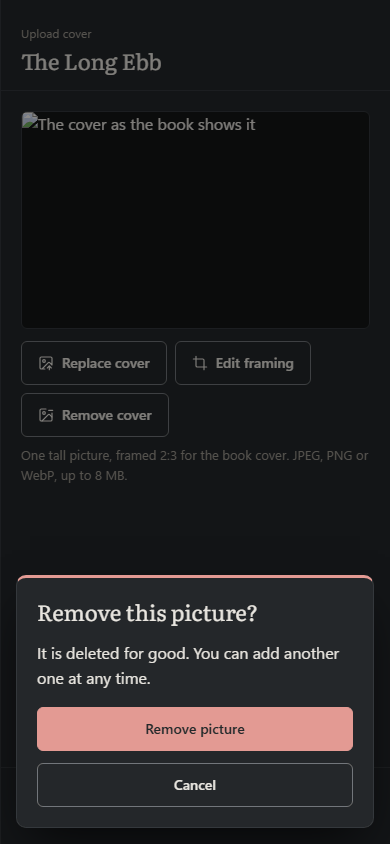 Upload cover
The Long Ebb
The cover as the book shows it
Replace cover
Edit framing
Remove cover
One tall picture, framed 2:3 for the book cover. JPEG, PNG or
WebP, up to 8 MB.
Remove this picture?
It is deleted for good. You can add another
one at any time.
Remove picture
Cancel